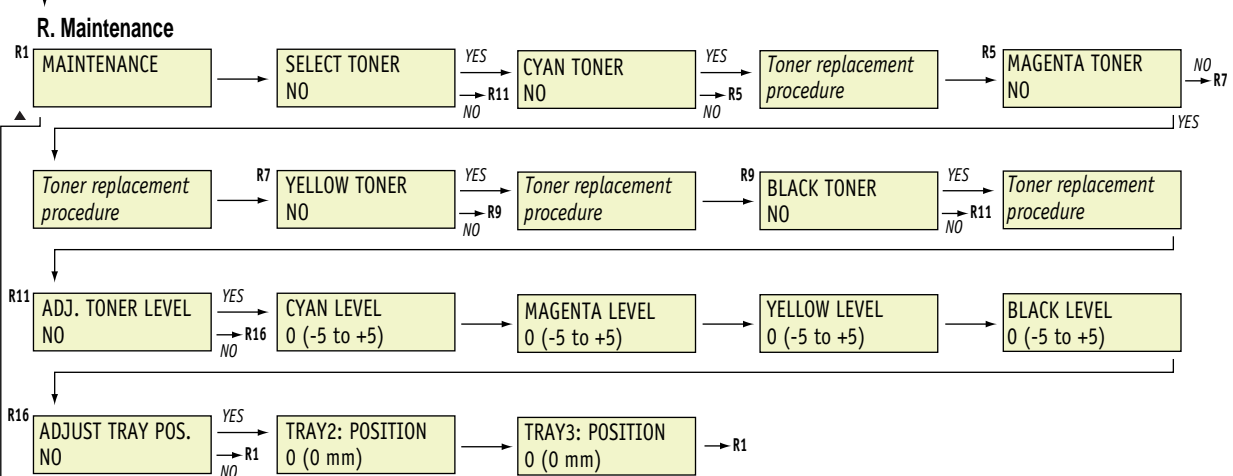 R. Maintenance
R1
MAINTENANCE
SELECT TONER
NO
YES
R11
NO
CYAN TONER
NO
YES
R5
NO
Toner replacement
procedure
R5
MAGENTA TONER
NO
NO
R7
YES
Toner replacement
procedure
R7
YELLOW TONER
NO
YES
R9
NO
Toner replacement
procedure
R9
BLACK TONER
NO
YES
R11
NO
Toner replacement
procedure
R11
ADJ. TONER LEVEL
NO
YES
R16
NO
CYAN LEVEL
0 (-5 to +5)
MAGENTA LEVEL
0 (-5 to +5)
YELLOW LEVEL
0 (-5 to +5)
BLACK LEVEL
0 (-5 to +5)
R16
ADJUST TRAY POS.
NO
YES
R1
NO
TRAY2: POSITION
0 (0 mm)
TRAY3: POSITION
0 (0 mm)
R1